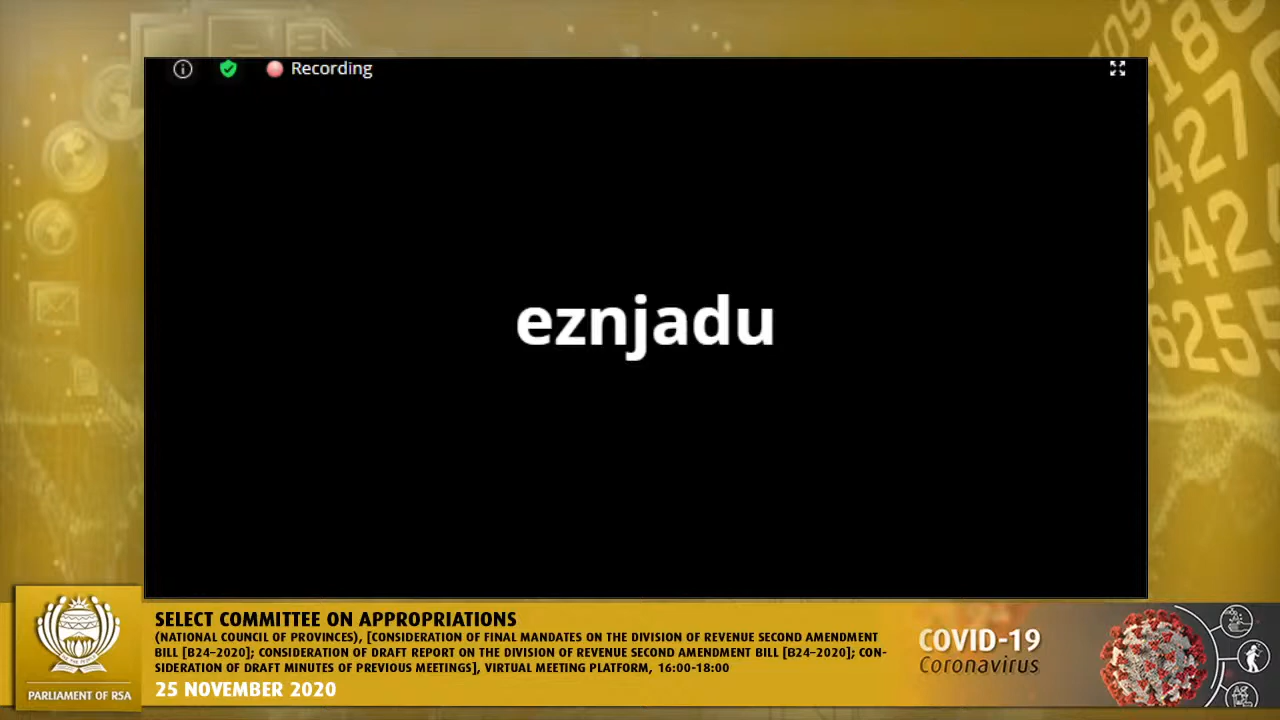 Recording
eznjadu
SELECT COMMITTEE ON APPROPRIATIONS
(NATIONAL COUNCIL OF PROVINCES), [CONSIDERATION OF FINAL MANDATES ON THE DIVISION OF REVENUE SECOND AMENDMENT
BILL [B24–2020]; CONSIDERATION OF DRAFT REPORT ON THE DIVISION OF REVENUE SECOND AMENDMENT BILL [B24–2020]; CON-
SIDERATION OF DRAFT MINUTES OF PREVIOUS MEETINGS], VIRTUAL MEETING PLATFORM, 16:00-18:00
25 NOVEMBER 2020
PARLIAMENT OF RSA
COVID-19
Coronavirus